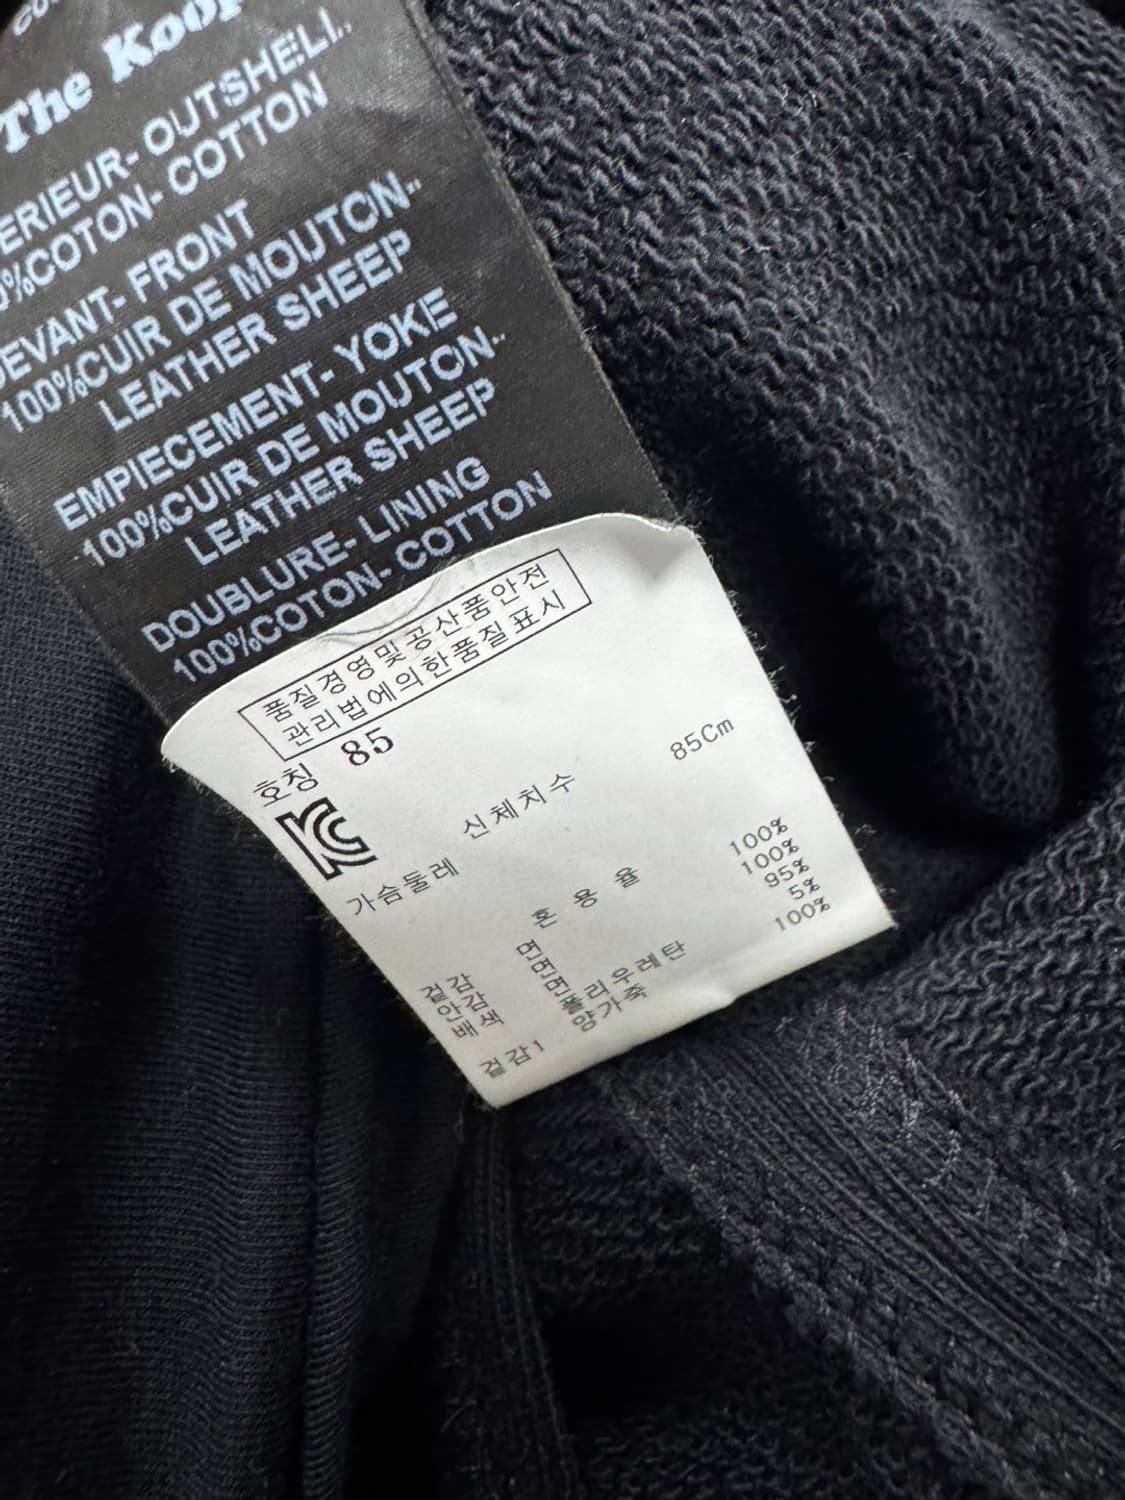 The Koop
ERIEUR- OUTSHELL..
%COTON- COTTON
DEVANT- FRONT
100%CUIR DE MOUTON..
LEATHER SHEEP
EMPIECEMENT- YOKE
100%CUIR DE MOUTON..
LEATHER SHEEP
DOUBLURE- LINING
100%COTON- COTTON
품질경영및공산품안전
관리법에의한품질표시
호칭 85
가슴둘레 신체치수 85Cm
혼 용 율
겉감 면 100%
안감 면 100%
배색 면 95%
폴리우레탄 5%
겉감1 양가죽 100%